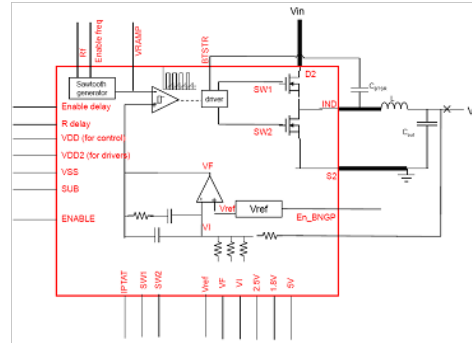 Vin
Rf
Enable freq
VRAMP
BTSTR
D2
Sawtooth
generator
SW1
driver
IND
L
SW2
Enable delay
R delay
VDD (for control)
VDD2 (for drivers)
VSS
SUB
ENABLE
VF
S2
Vref
Vref
En_BNGP
VI
IPTAT
SW1
SW2
Vref
VF
VI
2.5V
1.8V
5V